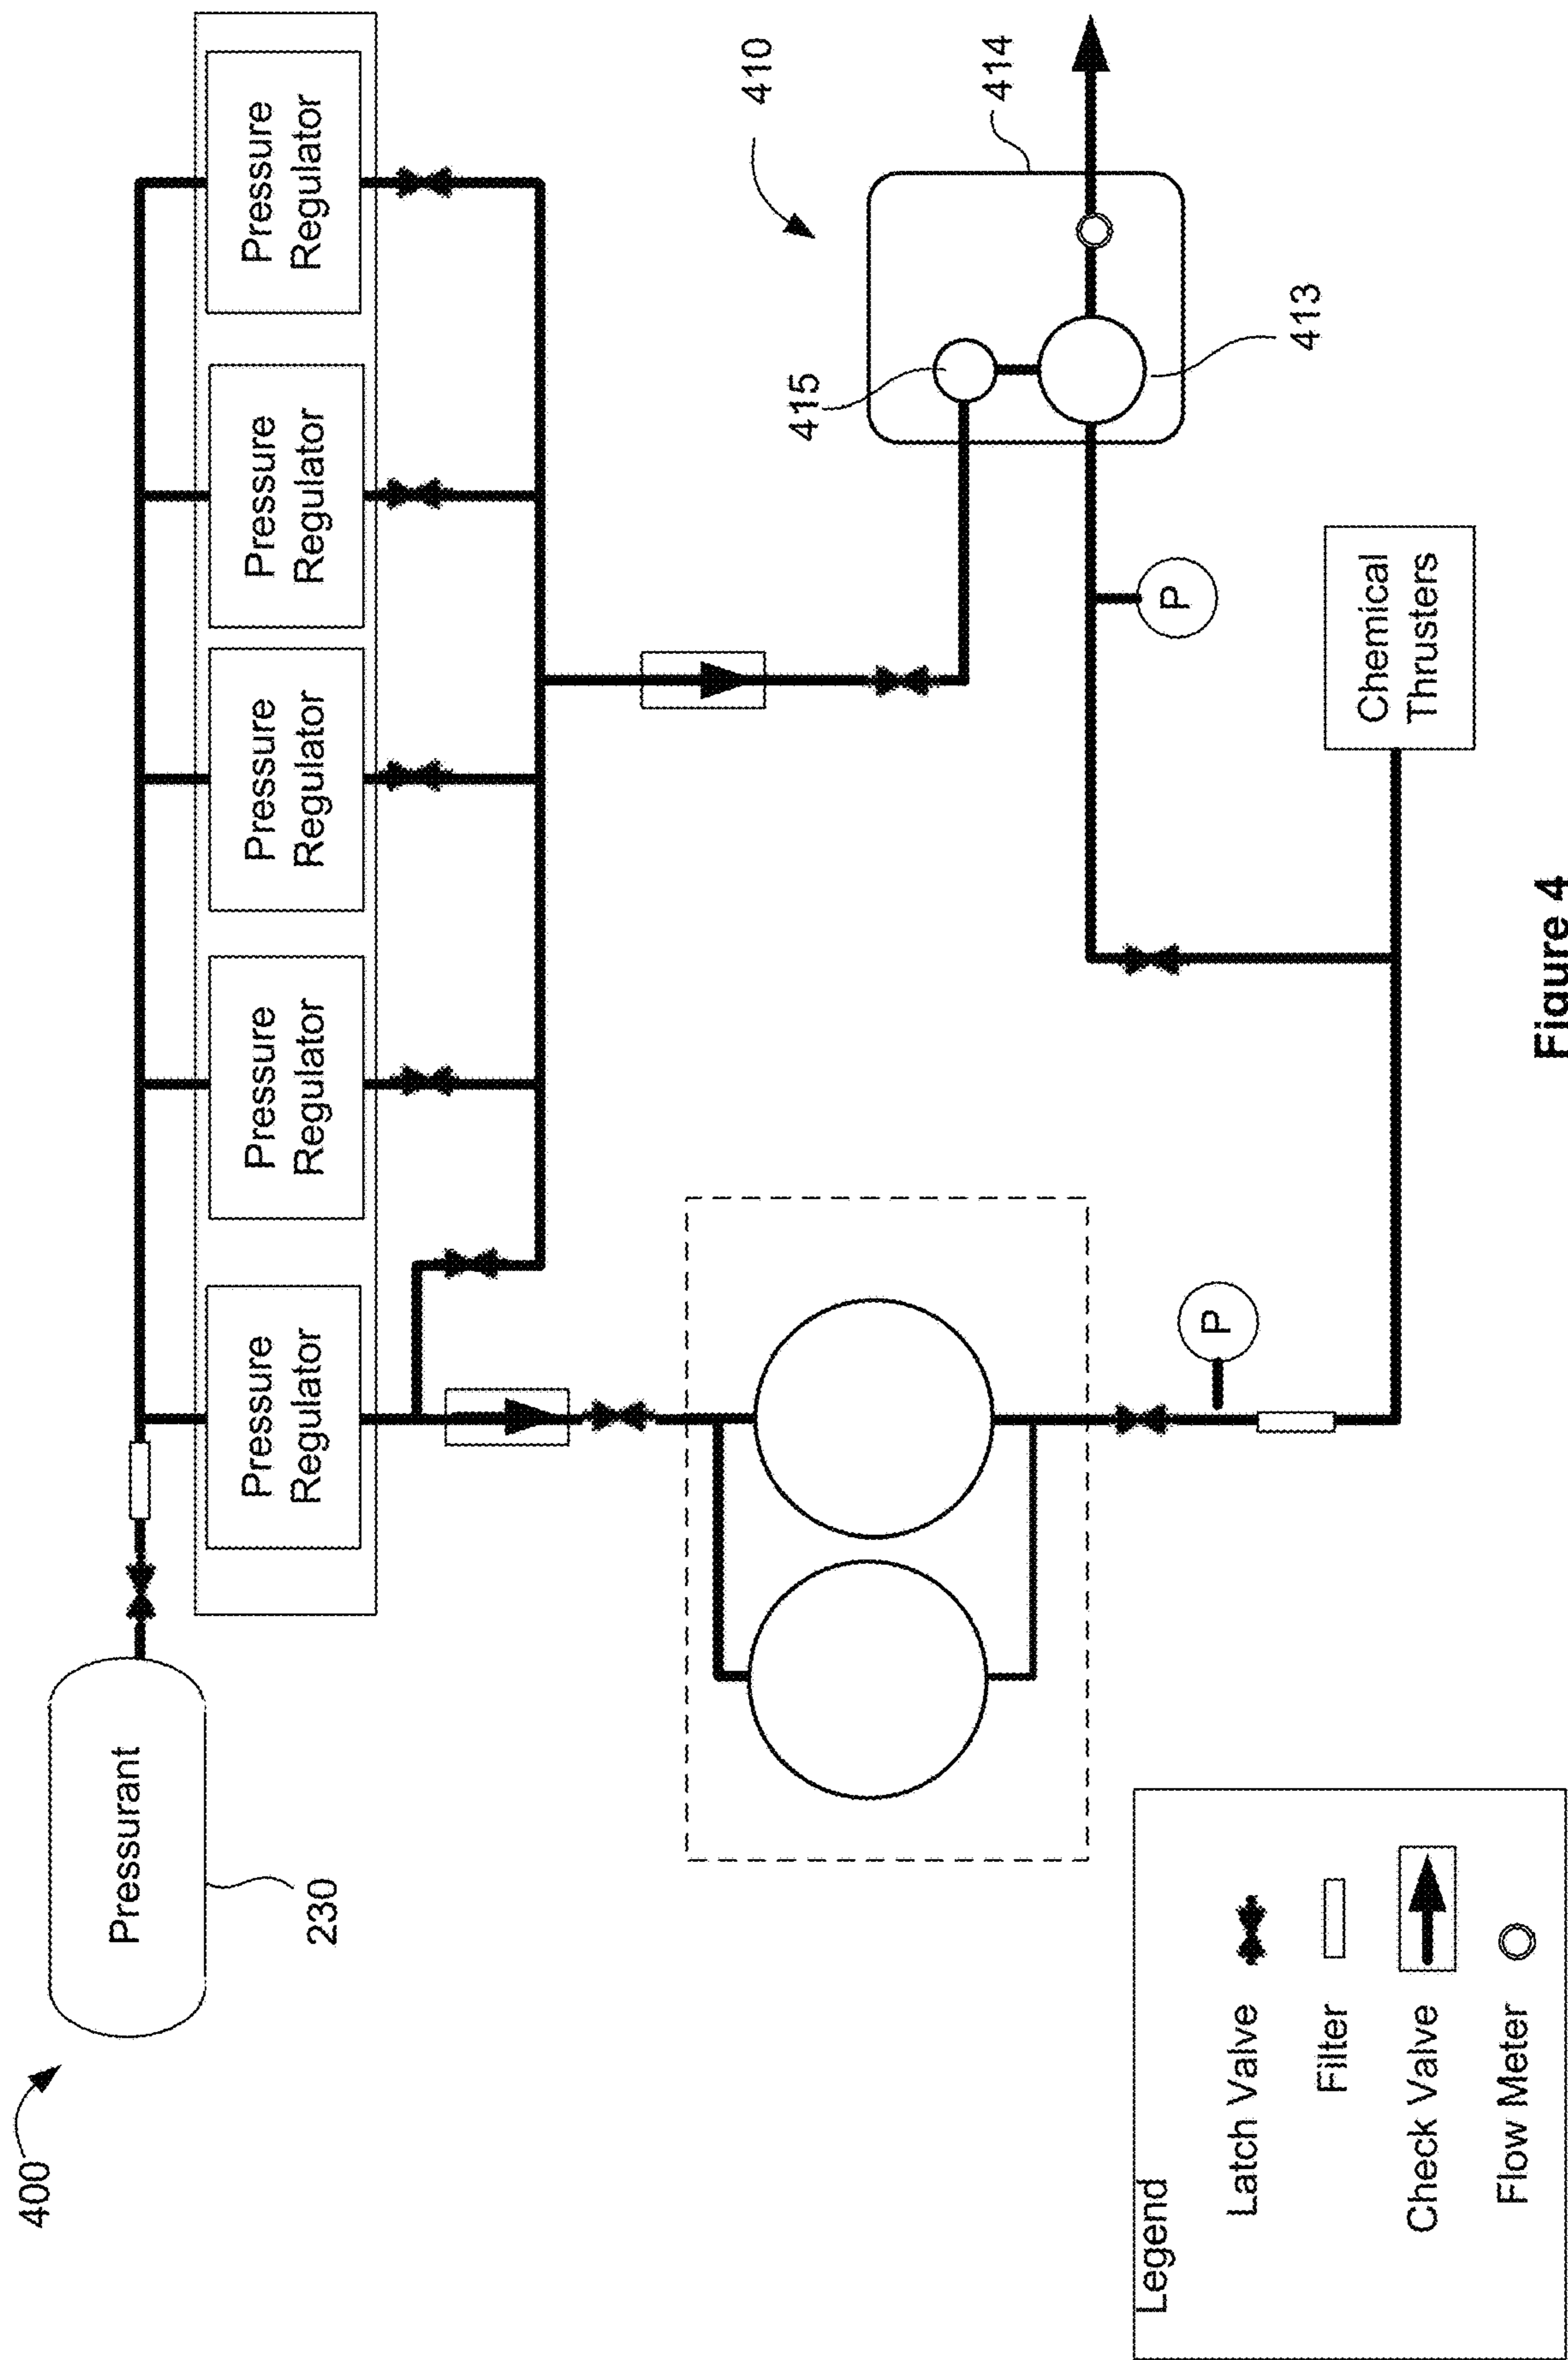 400
Pressurant
230
Pressure
Regulator
Pressure
Regulator
Pressure
Regulator
Pressure
Regulator
Pressure
Regulator
410
414
415
413
P
P
Chemical
Thrusters
Legend
Latch Valve
Filter
Check Valve
Flow Meter
Figure 4